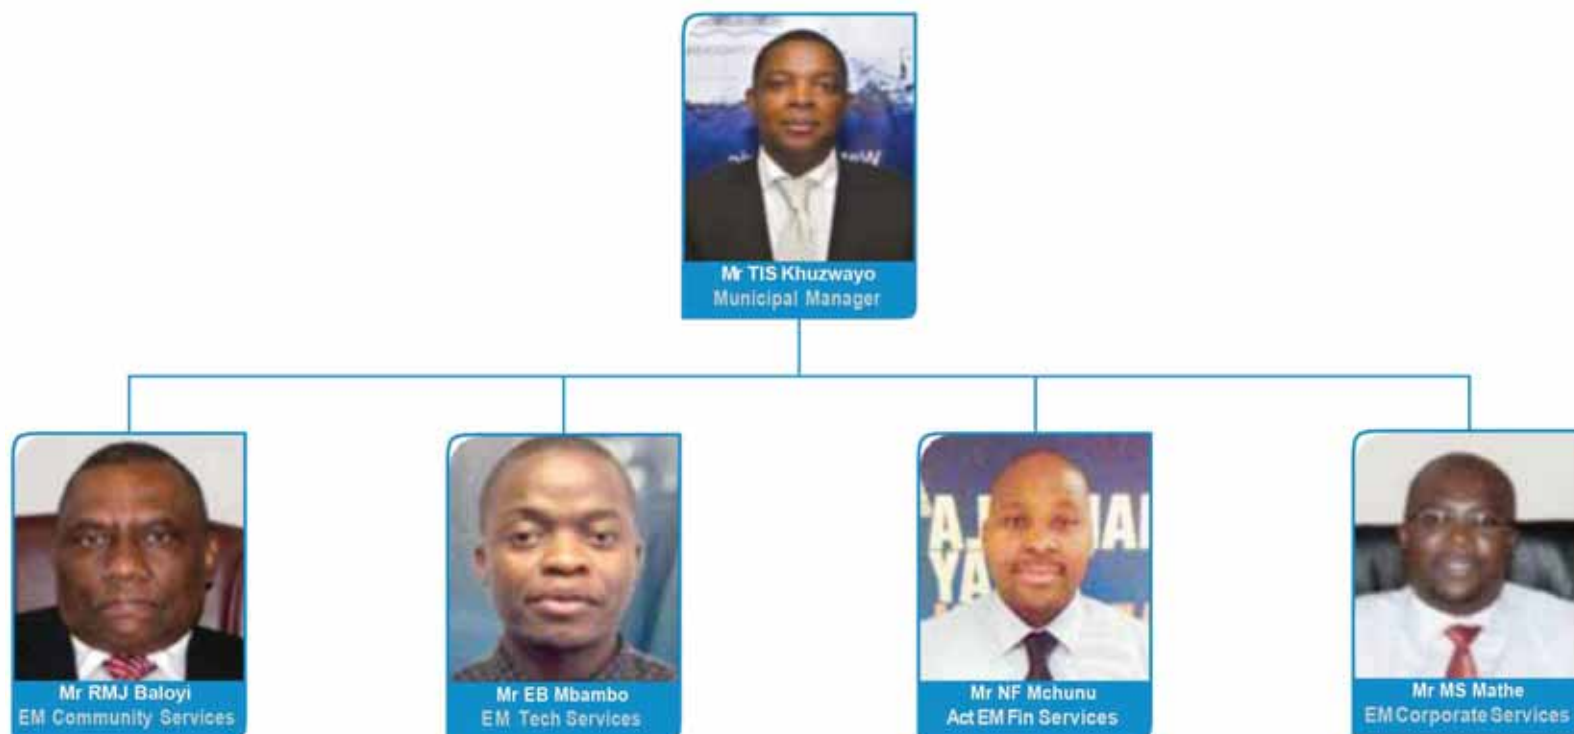 Mr TIS Khuzwayo
Municipal Manager
Mr RMJ Baloyi
EM Community Services
Mr EB Mbambo
EM Tech Services
Mr NF Mchunu
Act EM Fin Services
Mr MS Mathe
EM Corporate Services